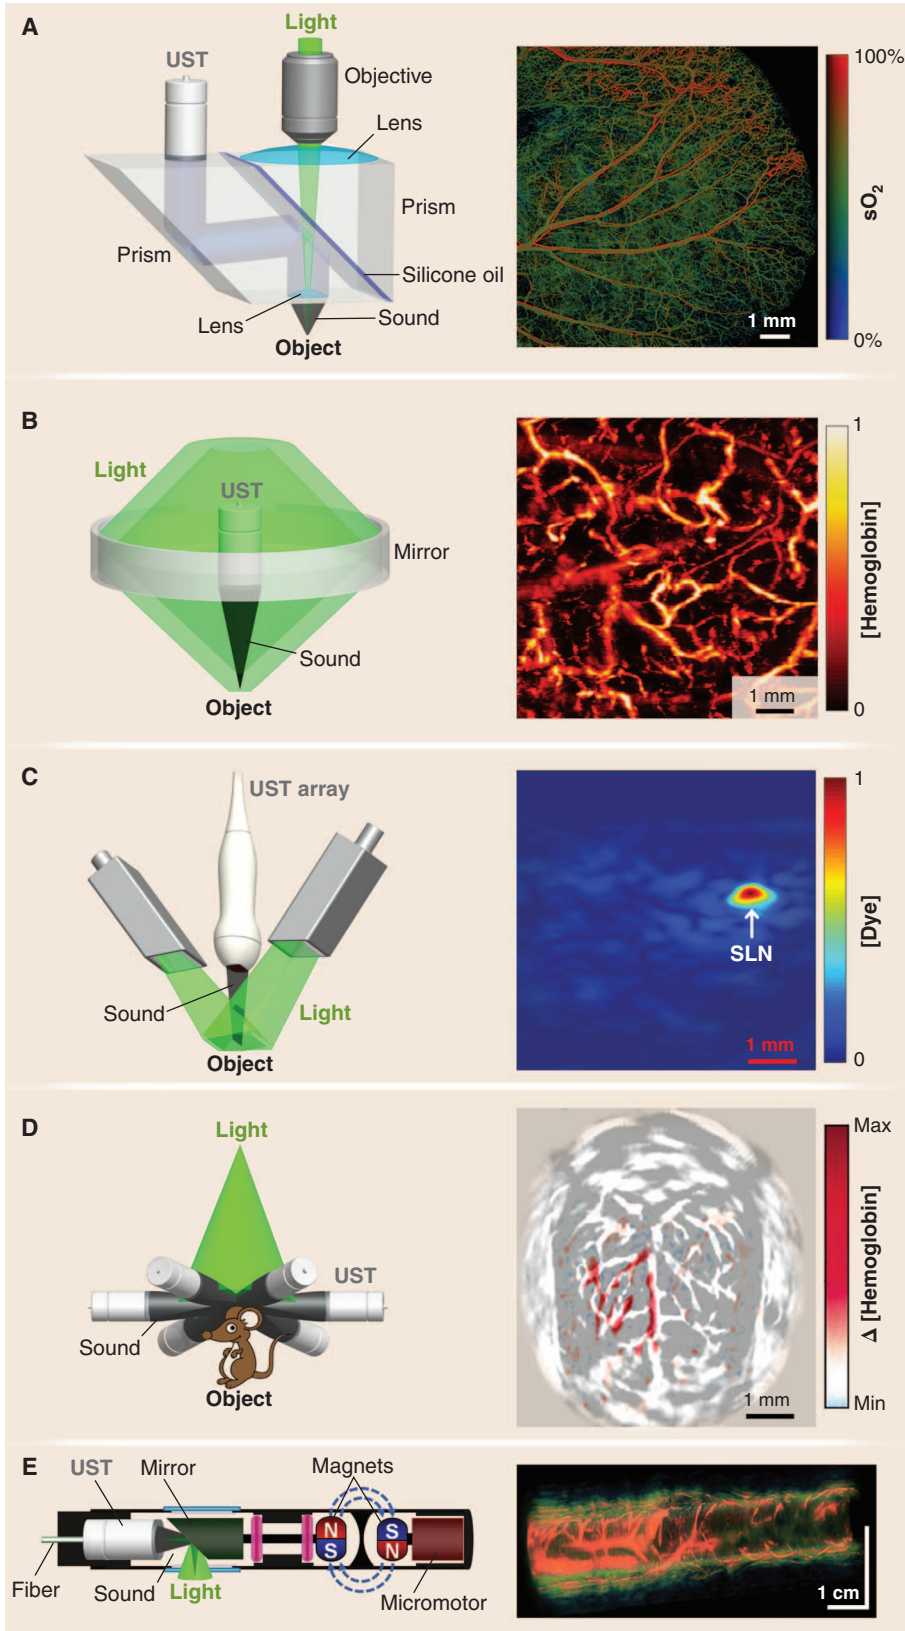 A
Light
UST
Objective
Lens
Prism
Prism
Silicone oil
Lens
Sound
Object
1 mm
100%
sO2
0%
B
Light
UST
Mirror
Sound
Object
1 mm
1
[Hemoglobin]
0
C
UST array
Sound
Light
Object
SLN
1 mm
1
[Dye]
0
D
Light
UST
Sound
Object
1 mm
Max
Δ [Hemoglobin]
Min
E
UST
Mirror
Magnets
N
S
S
N
Fiber
Sound
Light
Micromotor
1 cm